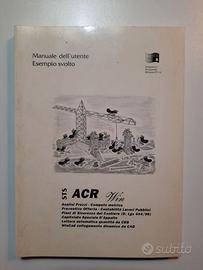 Manuale dell'utente
Esempio svolto
STS
ACR Win
Analisi Prezzi - Computo metrico
Preventivo Offerta - Contabilità Lavori Pubblici
Piani di Sicurezza del Cantiere (D. Lgs 494/96)
Capitolato Speciale D'Appalto
Lettura automatica quantità da CAD
WinCad collegamento dinamico da CAD
subito